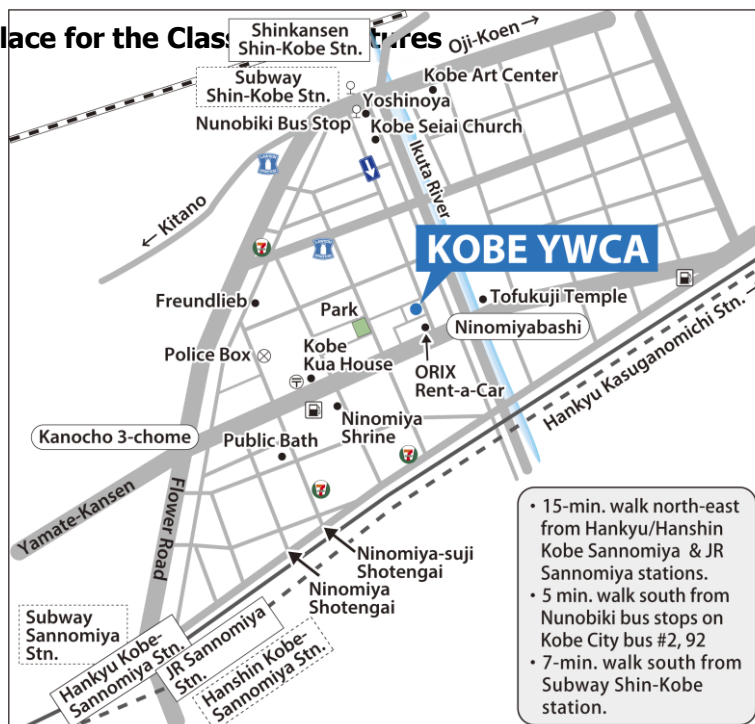 lace for the Class
tures
Shinkansen
Shin-Kobe Stn.
Oji-Koen →
Subway
Shin-Kobe Stn.
Kobe Art Center
Yoshinoya
Nunobiki Bus Stop
Kobe Seiai Church
Ikuta River
← Kitano
KOBE YWCA
Freundlieb
Park
Tofukuji Temple
Ninomiyabashi
Police Box
Kobe
Kua House
ORIX
Rent-a-Car
Hankyu Kasuganomichi Stn. →
Kanocho 3-chome
Ninomiya
Shrine
Public Bath
Yamate-Kansen
Flower Road
Ninomiya-suji
Shotengai
Ninomiya
Shotengai
Subway
Sannomiya
Stn.
Hankyu Kobe-
Sannomiya Stn.
JR Sannomiya
Stn.
Hanshin Kobe-
Sannomiya Stn.
・15-min. walk north-east
from Hankyu/Hanshin
Kobe Sannomiya & JR
Sannomiya stations.
・5 min. walk south from
Nunobiki bus stops on
Kobe City bus #2, 92
・7-min. walk south from
Subway Shin-Kobe
station.